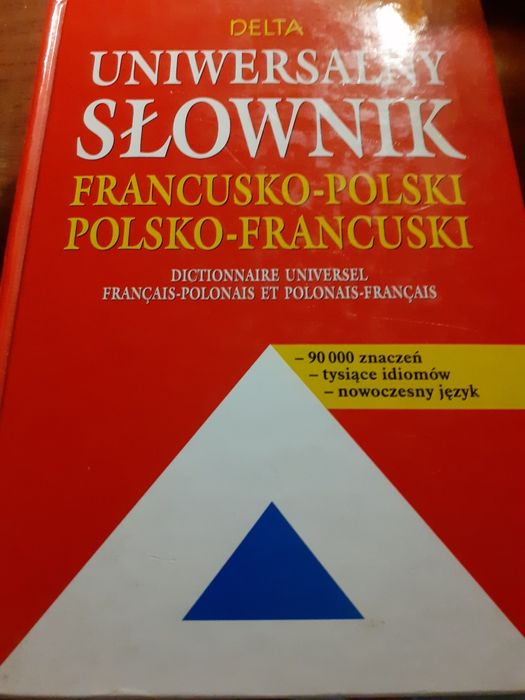 DELTA
UNIWERSALNY
SŁOWNIK
FRANCUSKO-POLSKI
POLSKO-FRANCUSKI
DICTIONNAIRE UNIVERSEL
FRANÇAIS-POLONAIS ET POLONAIS-FRANÇAIS
– 90 000 znaczeń
– tysiące idiomów
– nowoczesny język